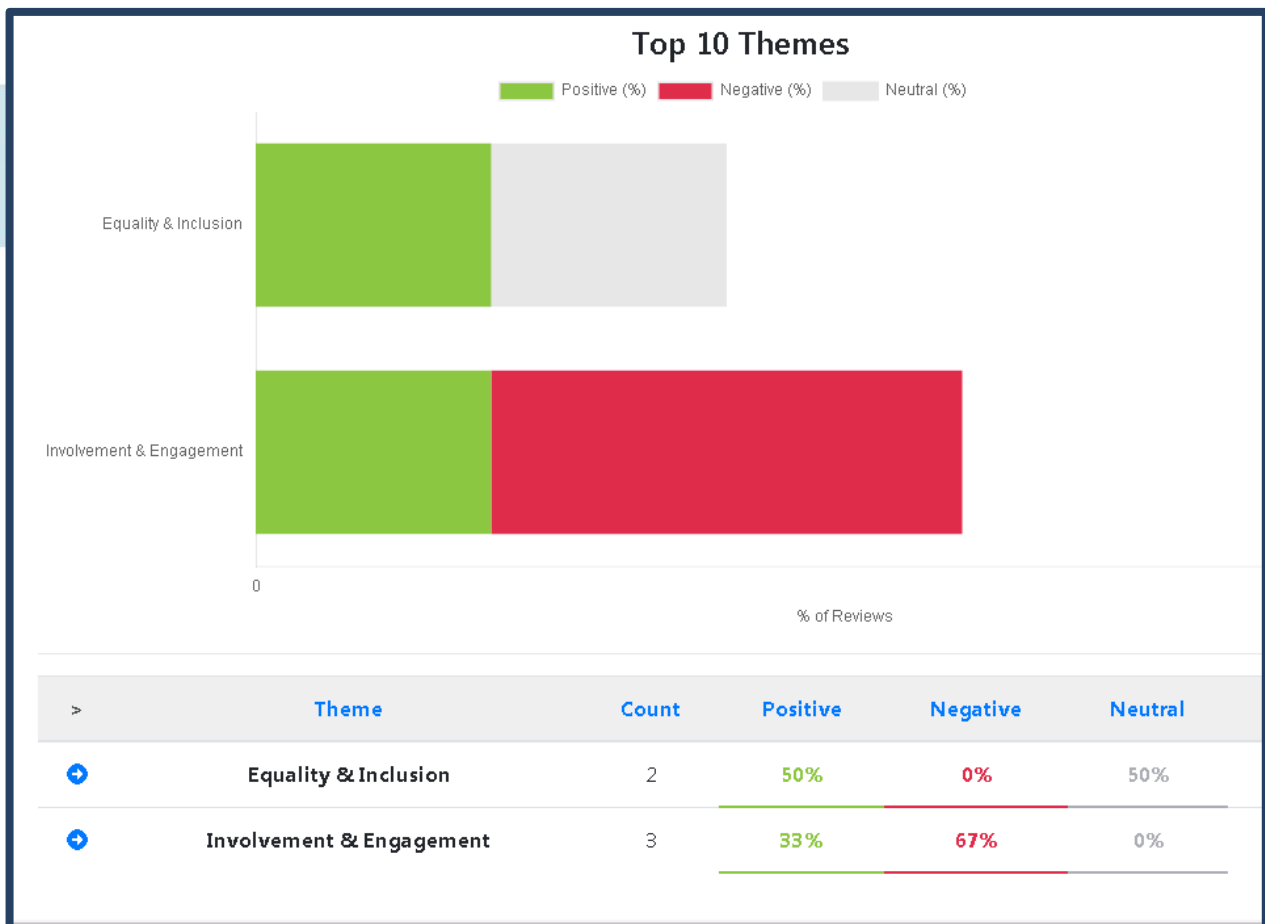 Top 10 Themes
Positive (%) Negative (%) Neutral (%)
Equality & Inclusion
Involvement & Engagement
0
% of Reviews
> Theme Count Positive Negative Neutral
Equality & Inclusion 2 50% 0% 50%
Involvement & Engagement 3 33% 67% 0%